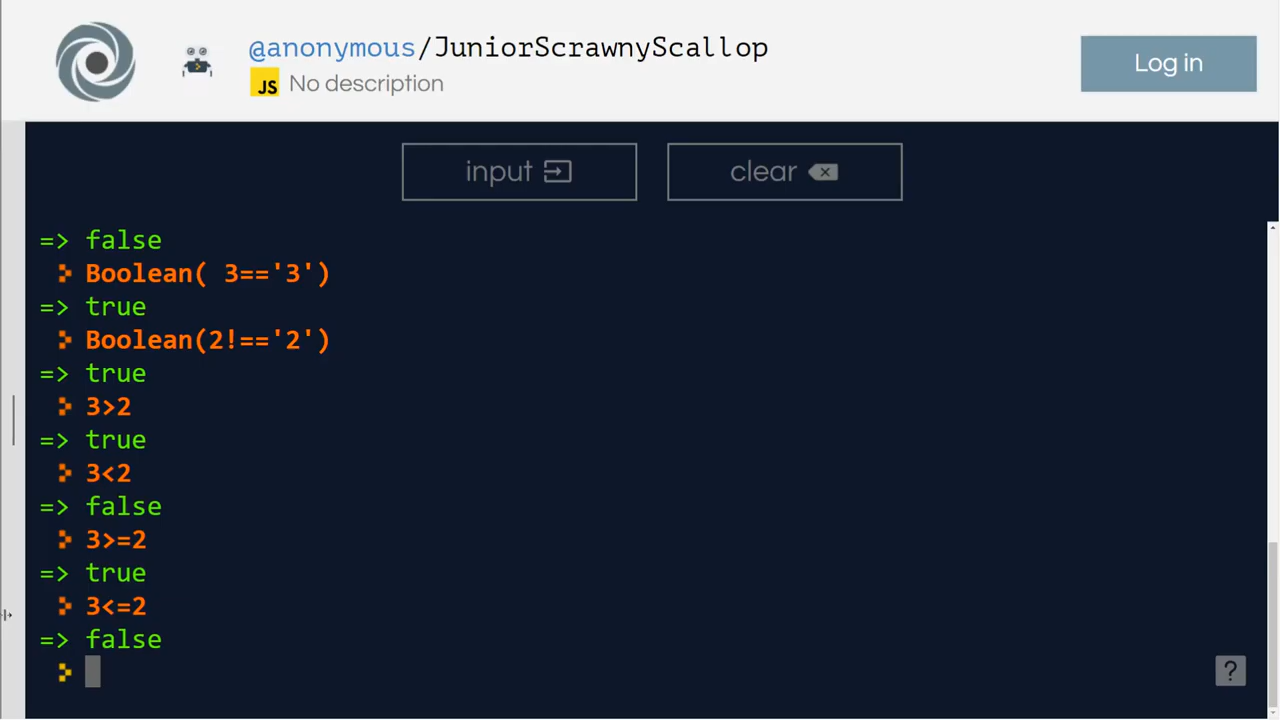 @anonymous/JuniorScrawnyScallop
Log in
JS No description
input
clear
=> false
Boolean( 3=='3')
=> true
Boolean(2!=='2')
=> true
3>2
=> true
3<2
=> false
3>=2
=> true
3<=2
=> false
?